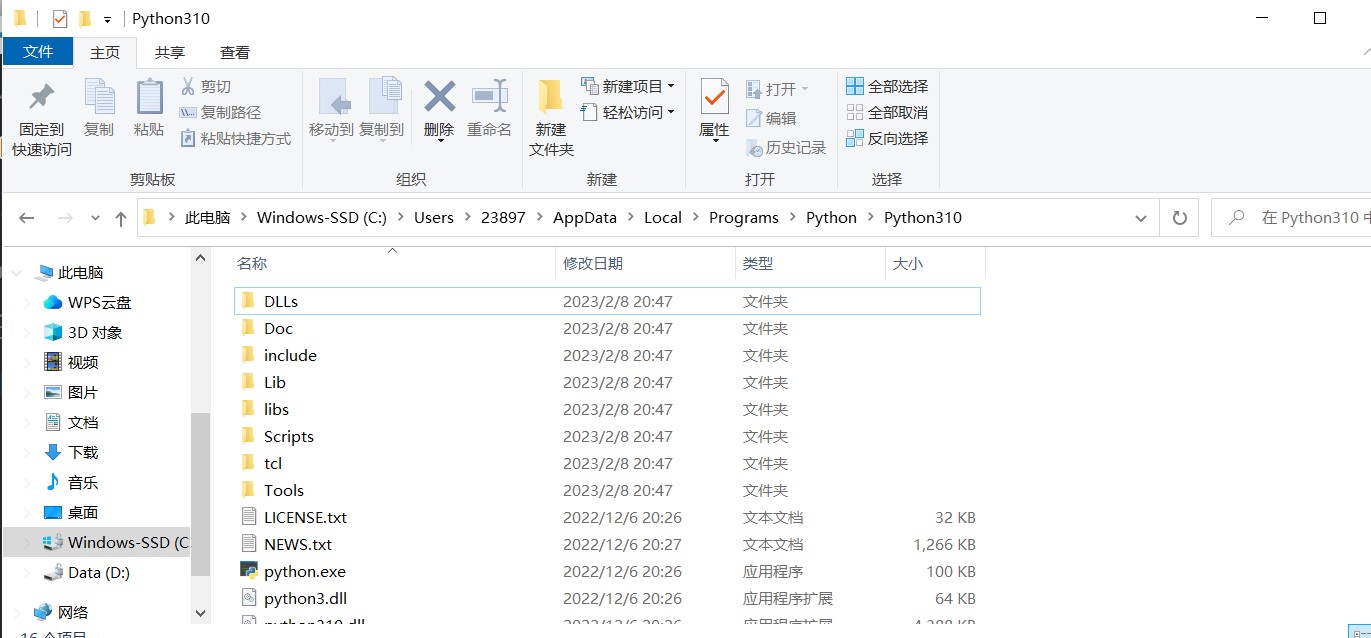 Python310
文件 主页 共享 查看
固定到
快速访问
复制
粘贴
剪切
复制路径
粘贴快捷方式
剪贴板
移动到
复制到
删除
重命名
组织
新建
文件夹
新建项目
轻松访问
新建
属性
打开
编辑
历史记录
打开
全部选择
全部取消
反向选择
选择
此电脑 Windows-SSD (C:) Users 23897 AppData Local Programs Python Python310
在 Python310 中
此电脑
WPS云盘
3D 对象
视频
图片
文档
下载
音乐
桌面
Windows-SSD (C
Data (D:)
网络
16 个项目
名称 修改日期 类型 大小
DLLs 2023/2/8 20:47 文件夹
Doc 2023/2/8 20:47 文件夹
include 2023/2/8 20:47 文件夹
Lib 2023/2/8 20:47 文件夹
libs 2023/2/8 20:47 文件夹
Scripts 2023/2/8 20:47 文件夹
tcl 2023/2/8 20:47 文件夹
Tools 2023/2/8 20:47 文件夹
LICENSE.txt 2022/12/6 20:26 文本文档 32 KB
NEWS.txt 2022/12/6 20:27 文本文档 1,266 KB
python.exe 2022/12/6 20:26 应用程序 100 KB
python3.dll 2022/12/6 20:26 应用程序扩展 64 KB
python310.dll 2022/12/6 20:26 应用程序扩展 KB